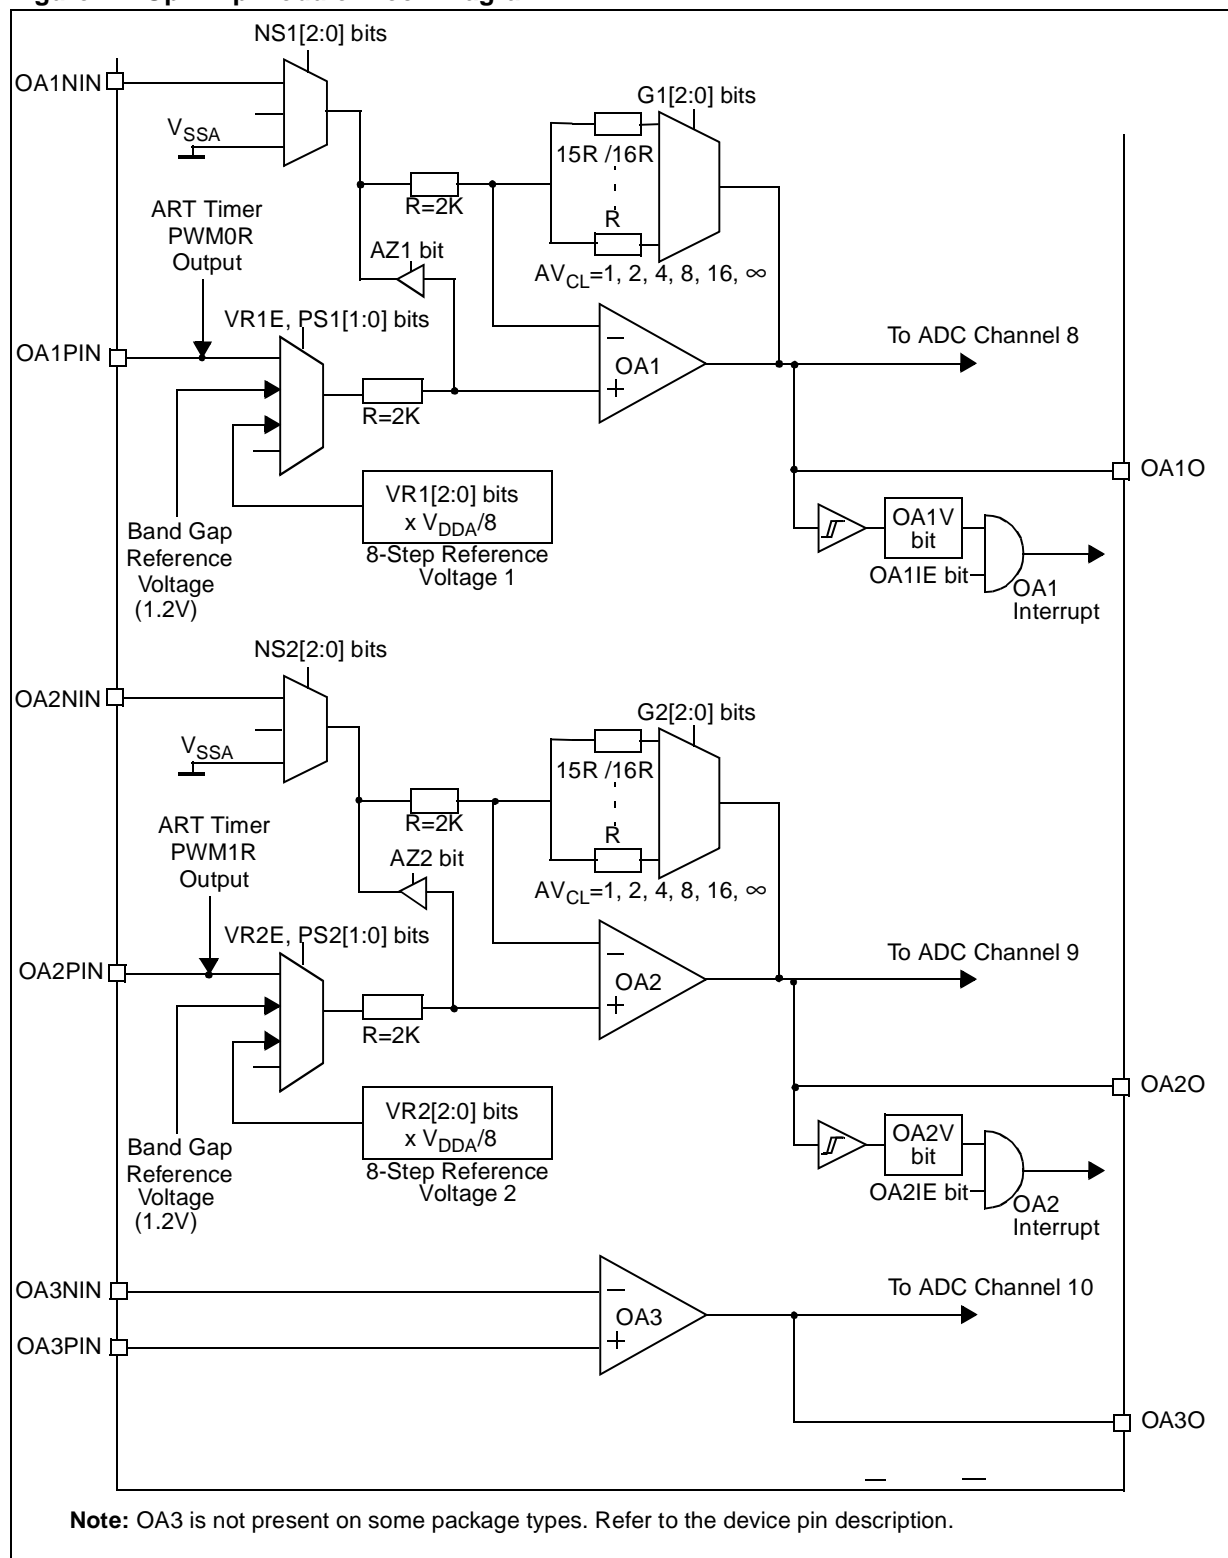 NS1[2:0] bits
OA1NIN
G1[2:0] bits
VSSA
15R /16R
R=2K
R
ART Timer
PWM0R
Output
AZ1 bit
AVCL=1, 2, 4, 8, 16, ∞
VR1E, PS1[1:0] bits
To ADC Channel 8
OA1PIN
−
OA1
+
R=2K
OA1O
VR1[2:0] bits
x VDDA/8
8-Step Reference
Voltage 1
Band Gap
Reference
Voltage
(1.2V)
OA1V
bit
OA1IE bit
OA1
Interrupt
NS2[2:0] bits
OA2NIN
G2[2:0] bits
VSSA
15R /16R
R=2K
R
ART Timer
PWM1R
Output
AZ2 bit
AVCL=1, 2, 4, 8, 16, ∞
VR2E, PS2[1:0] bits
To ADC Channel 9
OA2PIN
−
OA2
+
R=2K
OA2O
VR2[2:0] bits
x VDDA/8
8-Step Reference
Voltage 2
Band Gap
Reference
Voltage
(1.2V)
OA2V
bit
OA2IE bit
OA2
Interrupt
OA3NIN
To ADC Channel 10
−
OA3
+
OA3PIN
OA3O
Note: OA3 is not present on some package types. Refer to the device pin description.